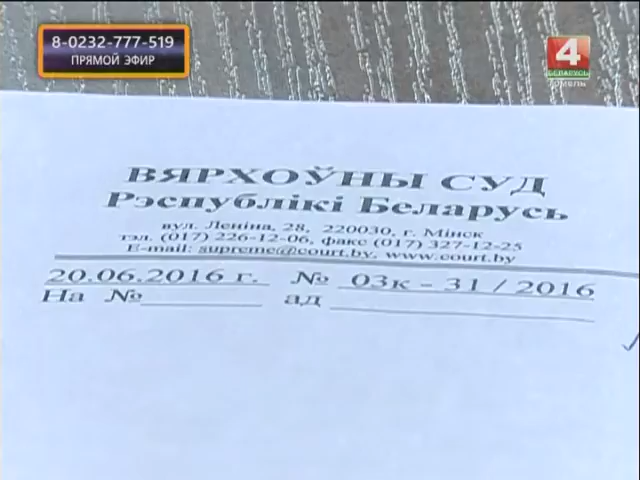 8-0232-777-519
ПРЯМОЙ ЭФИР
4
БЕЛАРУСЬ
ГОМЕЛЬ
ВЯРХОЎНЫ СУД
Рэспублікі Беларусь
вул. Леніна, 28, 220030, г. Мінск
тэл. (017) 226-12-06, факс (017) 327-12-25
E-mail: supreme@court.by, www.court.by
20.06.2016 г. № 03к – 31 / 2016
На № ад